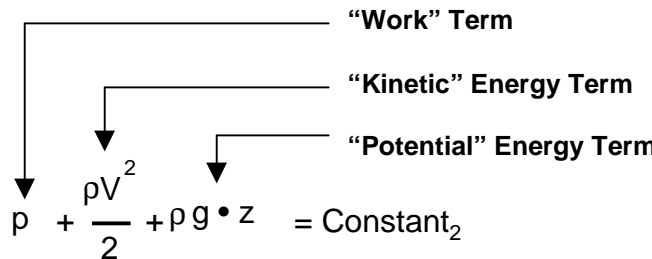 “Work” Term
“Kinetic” Energy Term
“Potential” Energy Term
p + ρV²/2 + ρ g • z = Constant₂